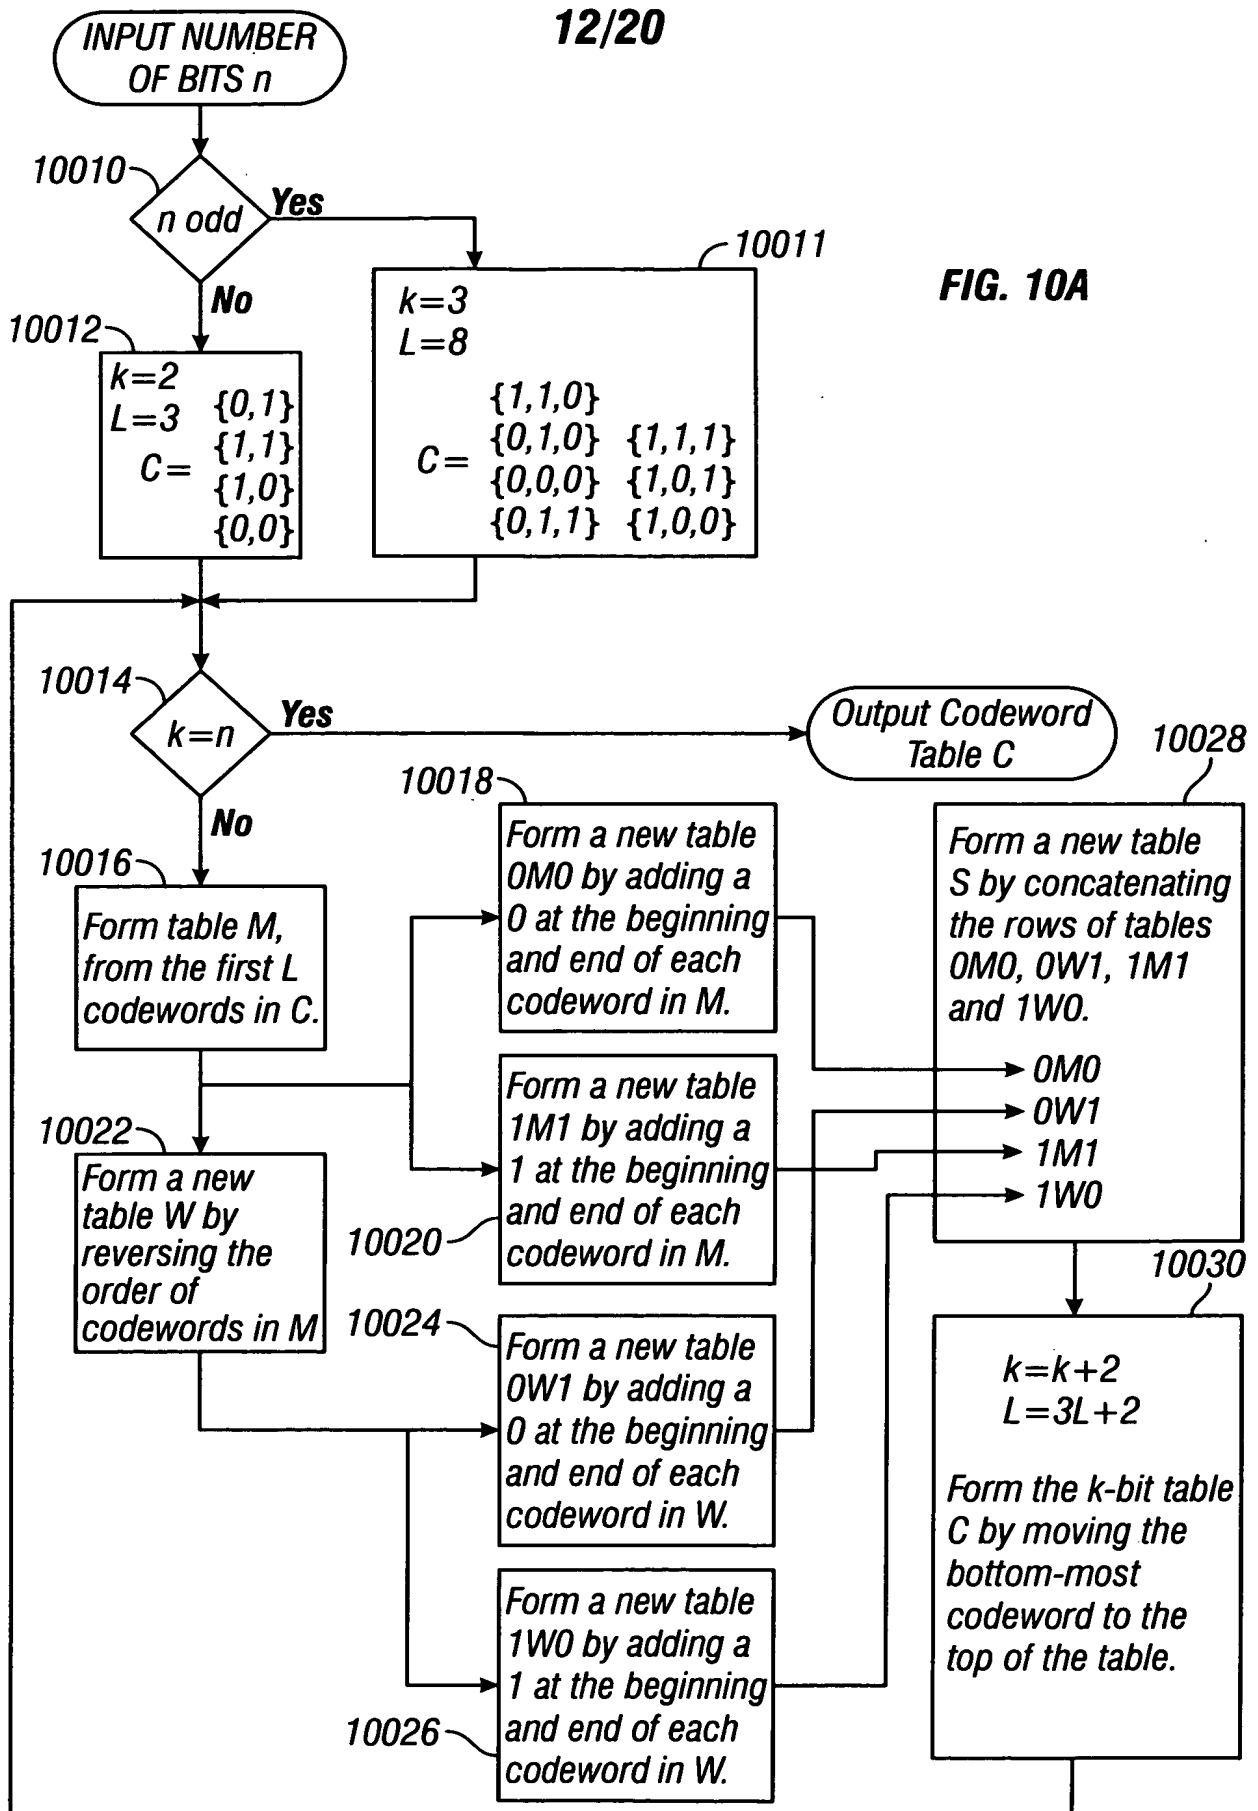 12/20
INPUT NUMBER
OF BITS n
10010
n odd
Yes
No
10011
FIG. 10A
k=3
L=8
C=
{1,1,0}
{0,1,0} {1,1,1}
{0,0,0} {1,0,1}
{0,1,1} {1,0,0}
10012
k=2
L=3
C=
{0,1}
{1,1}
{1,0}
{0,0}
10014
k=n
Yes
No
Output Codeword
Table C
10016
Form table M,
from the first L
codewords in C.
10018
Form a new table
0M0 by adding a
0 at the beginning
and end of each
codeword in M.
10020
Form a new table
1M1 by adding a
1 at the beginning
and end of each
codeword in M.
10022
Form a new
table W by
reversing the
order of
codewords in M
10024
Form a new table
0W1 by adding a
0 at the beginning
and end of each
codeword in W.
10026
Form a new table
1W0 by adding a
1 at the beginning
and end of each
codeword in W.
10028
Form a new table
S by concatenating
the rows of tables
0M0, 0W1, 1M1
and 1W0.
0M0
0W1
1M1
1W0
10030
k=k+2
L=3L+2
Form the k-bit table
C by moving the
bottom-most
codeword to the
top of the table.